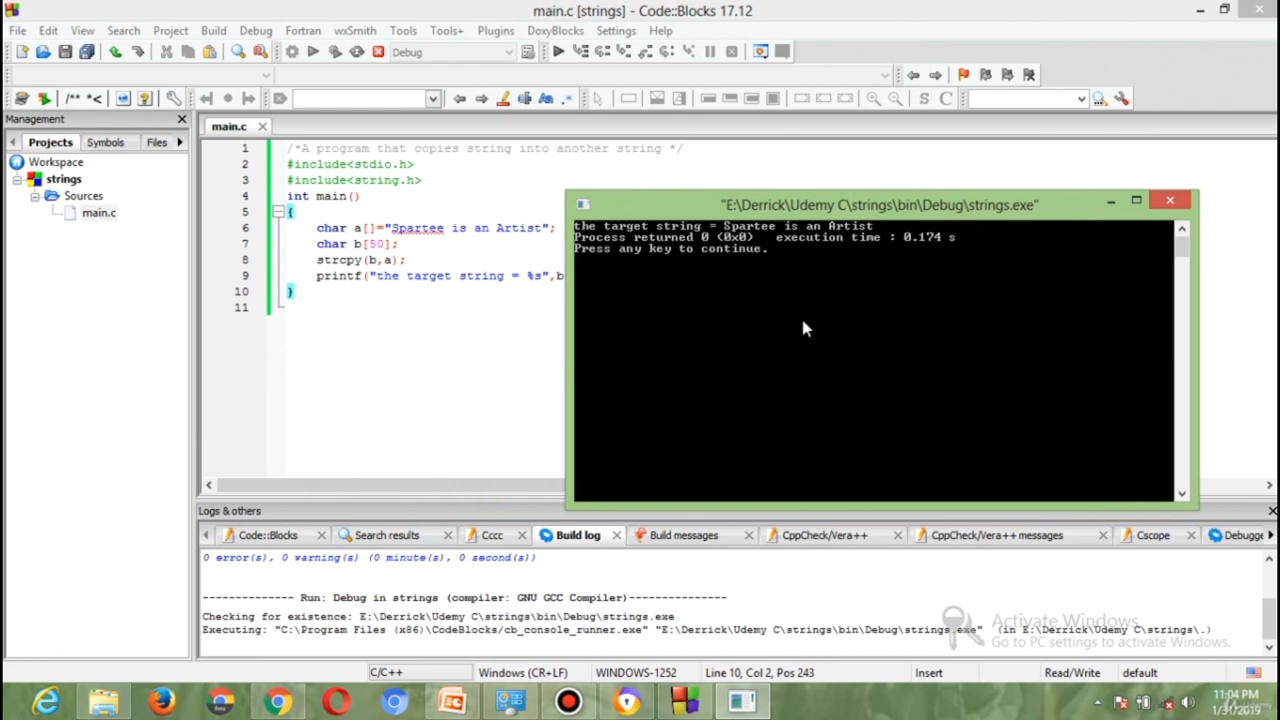 main.c [strings] - Code::Blocks 17.12
File Edit View Search Project Build Debug Fortran wxSmith Tools Tools+ Plugins DoxyBlocks Settings Help
Debug
/** *<
S C
Management
Projects Symbols Files
main.c
Workspace
strings
Sources
main.c
1 /*A program that copies string into another string */
2 #include<stdio.h>
3 #include<string.h>
4 int main()
5 {
6 char a[]="Spartee is an Artist";
7 char b[50];
8 strcpy(b,a);
9 printf("the target string = %s",b
10 }
11
"E:\Derrick\Udemy C\strings\bin\Debug\strings.exe"
the target string = Spartee is an Artist
Process returned 0 (0x0) execution time : 0.174 s
Press any key to continue.
Logs & others
Code::Blocks Search results Cccc Build log Build messages CppCheck/Vera++ CppCheck/Vera++ messages Cscope Debugge
0 error(s), 0 warning(s) (0 minute(s), 0 second(s))
-------------- Run: Debug in strings (compiler: GNU GCC Compiler)---------------
Checking for existence: E:\Derrick\Udemy C\strings\bin\Debug\strings.exe
Executing: "C:\Program Files (x86)\CodeBlocks/cb_console_runner.exe" "E:\Derrick\Udemy C\strings\bin\Debug\strings.exe" (in E:\Derrick\Udemy C\strings\.)
Activate Windows
Go to PC settings to activate Windows.
C/C++ Windows (CR+LF) WINDOWS-1252 Line 10, Col 2, Pos 243 Insert Read/Write default
11:04 PM
1/31/2019